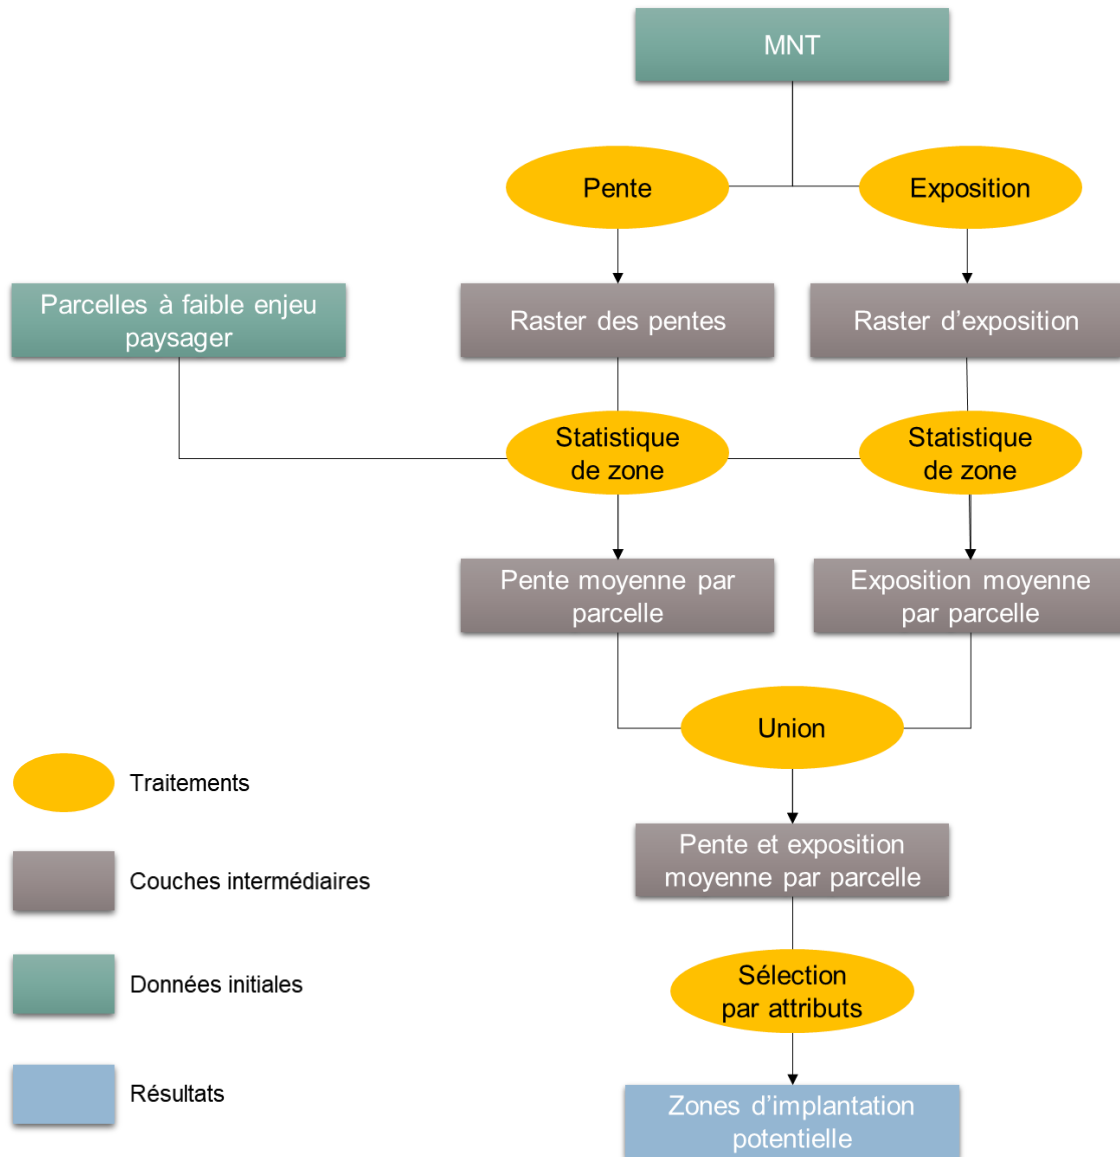 MNT
Pente
Exposition
Parcelles à faible enjeu
paysager
Raster des pentes
Raster d’exposition
Statistique
de zone
Statistique
de zone
Pente moyenne par
parcelle
Exposition moyenne
par parcelle
Union
Traitements
Pente et exposition
moyenne par parcelle
Couches intermédiaires
Données initiales
Sélection
par attributs
Résultats
Zones d’implantation
potentielle